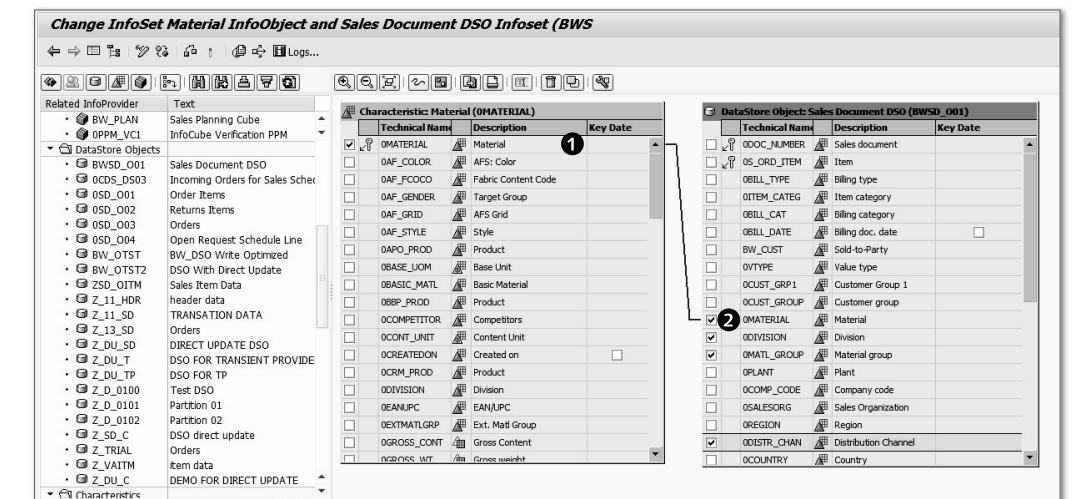 Change InfoSet Material InfoObject and Sales Document DSO Infoset (BWS
Logs...
Related InfoProvider Text
BW_PLAN Sales Planning Cube
0PPM_VC1 InfoCube Verification PPM
DataStore Objects
BWSD_O01 Sales Document DSO
0CDS_DS03 Incoming Orders for Sales Sched
0SD_O01 Order Items
0SD_O02 Returns Items
0SD_O03 Orders
0SD_O04 Open Request Schedule Line
BW_OTST BW_DSO Write Optimized
BW_OTST2 DSO With Direct Update
ZSD_OITM Sales Item Data
Z_11_HDR header data
Z_11_SD TRANSATION DATA
Z_13_SD Orders
Z_DU_SD DIRECT UPDATE DSO
Z_DU_T DSO FOR TRANSIENT PROVIDE
Z_DU_TP DSO FOR TP
Z_D_0100 Test DSO
Z_D_0101 Partition 01
Z_D_0102 Partition 02
Z_SD_C DSO direct update
Z_TRIAL Orders
Z_VAITM item data
Z_DU_C DEMO FOR DIRECT UPDATE
Characteristics
Characteristic: Material (0MATERIAL)
Technical Name Description Key Date
0MATERIAL Material 1
0AF_COLOR AFS: Color
0AF_FCOCO Fabric Content Code
0AF_GENDER Target Group
0AF_GRID AFS Grid
0AF_STYLE Style
0APO_PROD Product
0BASE_UOM Base Unit
0BASIC_MATL Basic Material
0BBP_PROD Product
0COMPETITOR Competitors
0CONT_UNIT Content Unit
0CREATEDON Created on
0CRM_PROD Product
0DIVISION Division
0EANUPC EAN/UPC
0EXTMATLGRP Ext. Matl Group
0GROSS_CONT Gross Content
0GROSS_WT Gross weight
DataStore Object: Sales Document DSO (BWSD_O01)
Technical Name Description Key Date
0DOC_NUMBER Sales document
0S_ORD_ITEM Item
0BILL_TYPE Billing type
0ITEM_CATEG Item category
0BILL_CAT Billing category
0BILL_DATE Billing doc. date
BW_CUST Sold-to-Party
0VTYPE Value type
0CUST_GRP1 Customer Group 1
0CUST_GROUP Customer group
2 0MATERIAL Material
0DIVISION Division
0MATL_GROUP Material group
0PLANT Plant
0COMP_CODE Company code
0SALESORG Sales Organization
0REGION Region
0DISTR_CHAN Distribution Channel
0COUNTRY Country